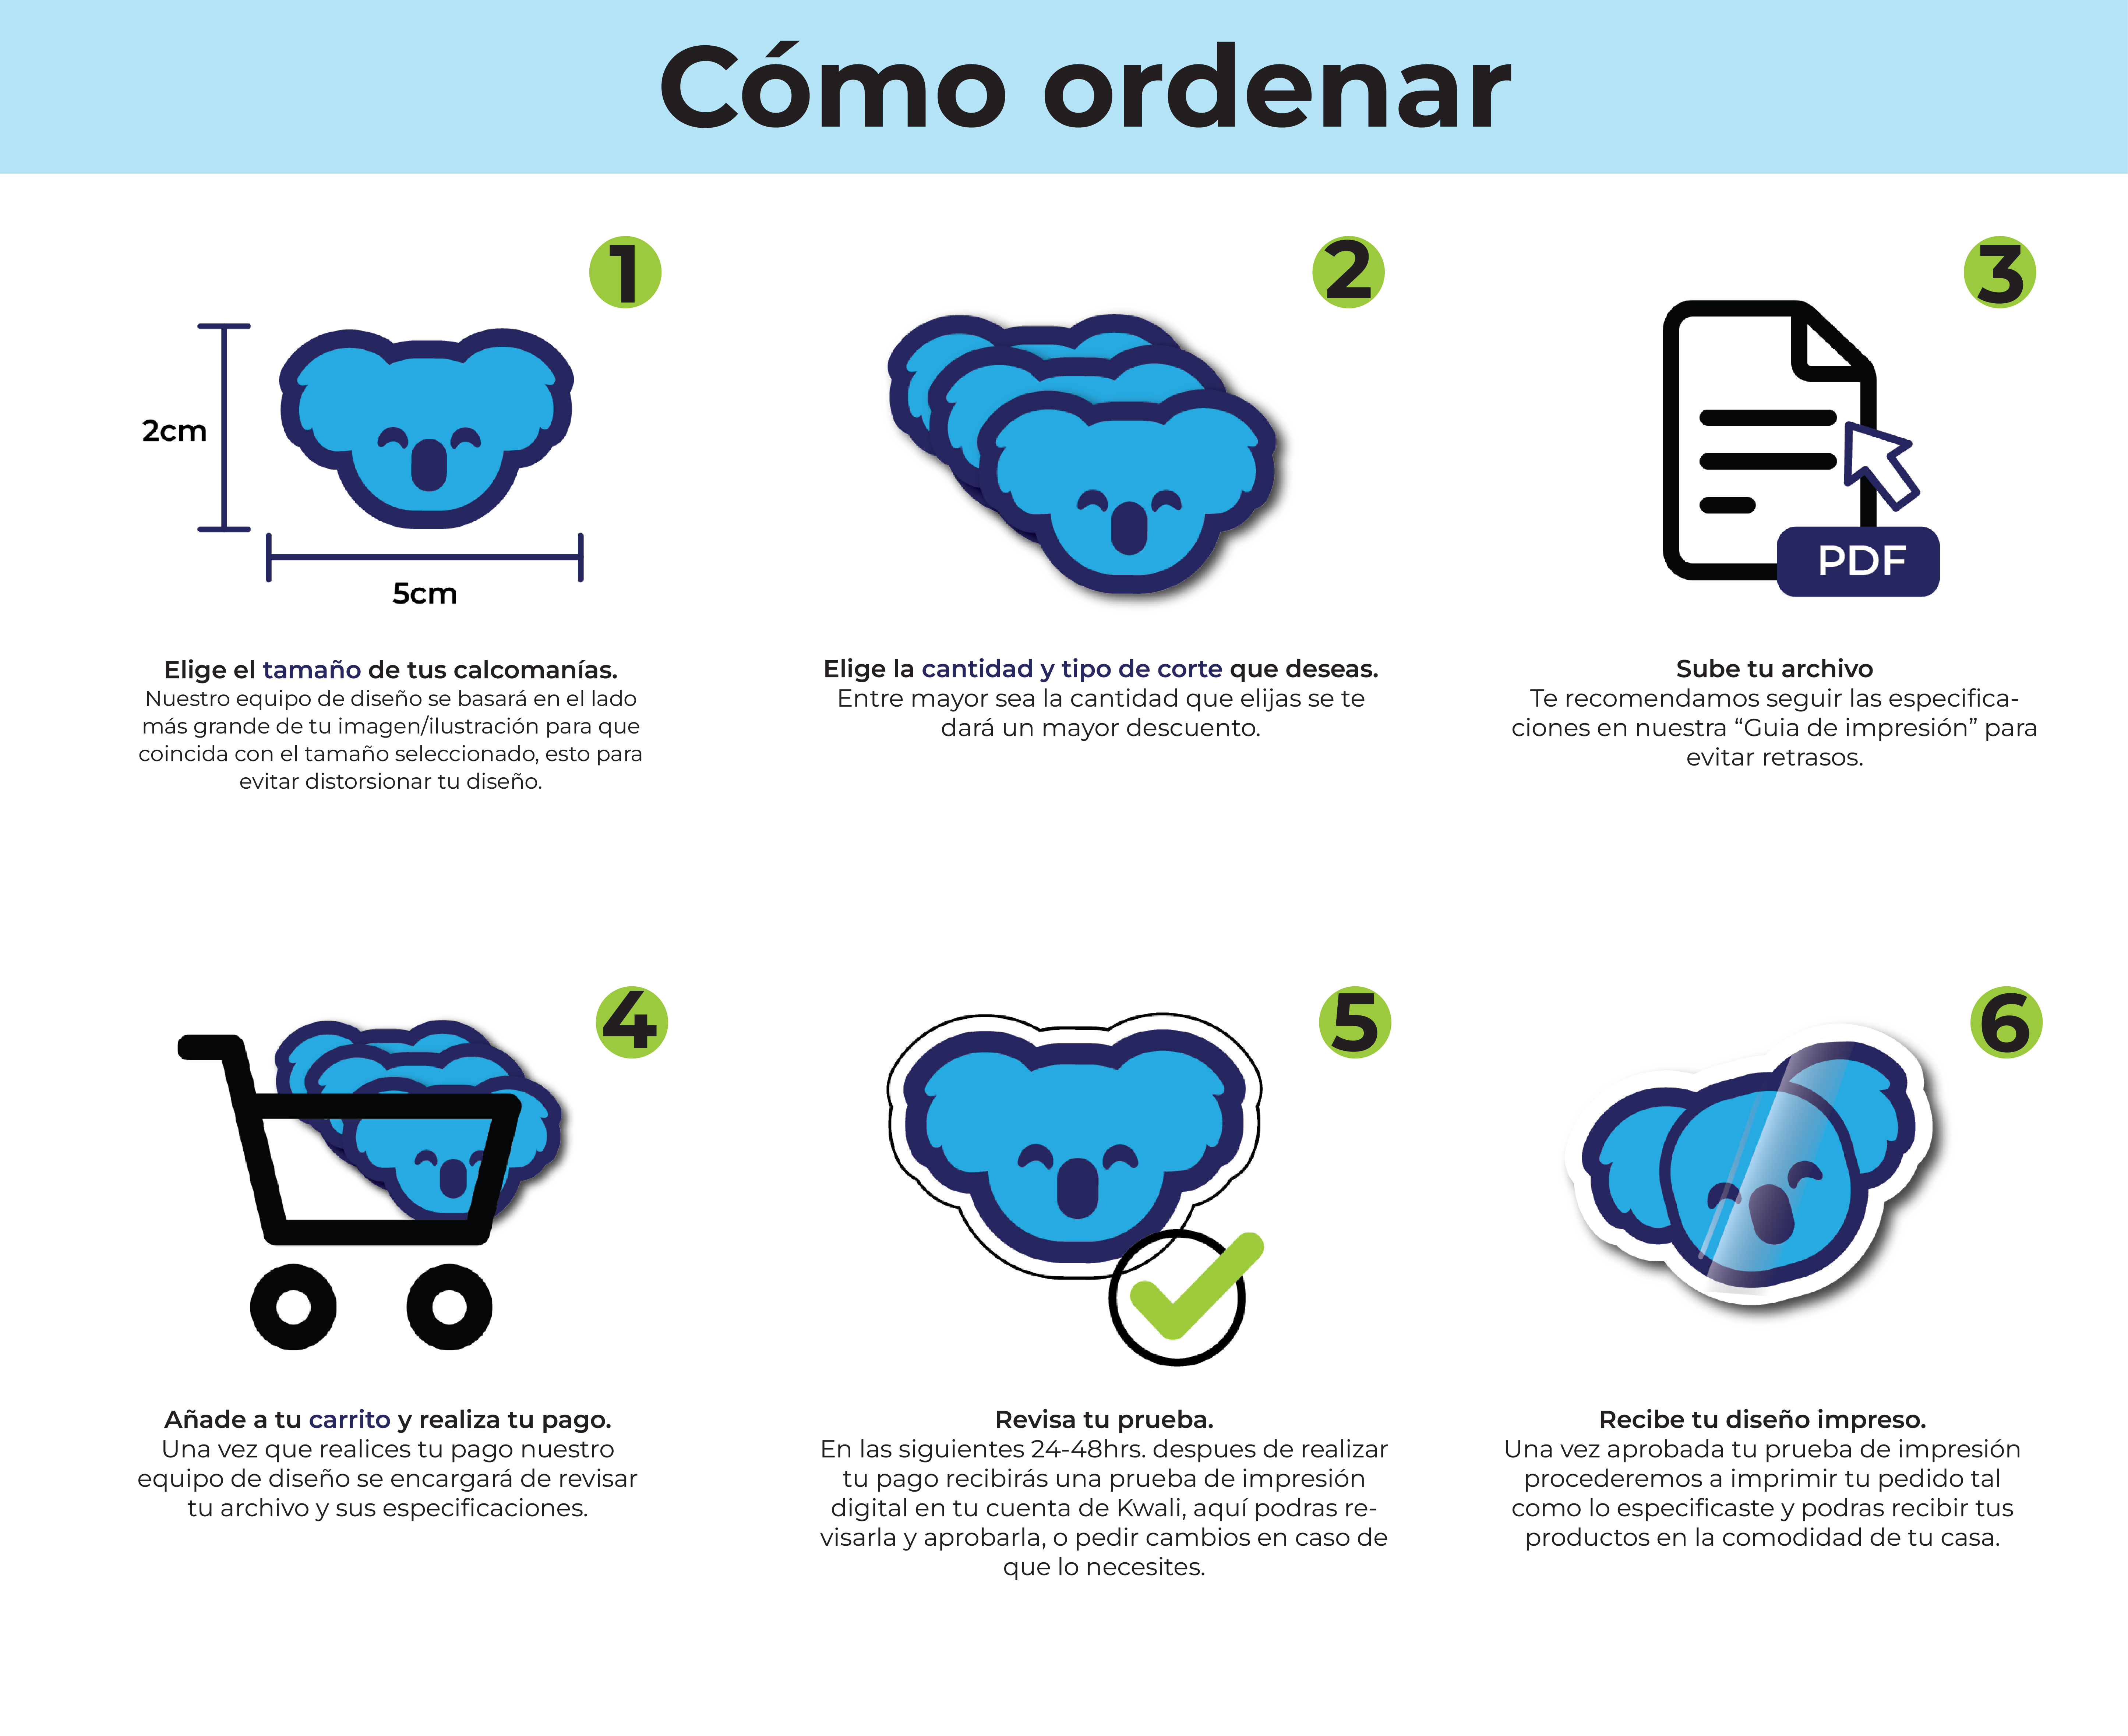 Cómo ordenar
1
2cm
5cm
Elige el tamaño de tus calcomanías.
Nuestro equipo de diseño se basará en el lado
más grande de tu imagen/ilustración para que
coincida con el tamaño seleccionado, esto para
evitar distorsionar tu diseño.
2
Elige la cantidad y tipo de corte que deseas.
Entre mayor sea la cantidad que elijas se te
dará un mayor descuento.
3
PDF
Sube tu archivo
Te recomendamos seguir las especifica-
ciones en nuestra “Guia de impresión” para
evitar retrasos.
4
Añade a tu carrito y realiza tu pago.
Una vez que realices tu pago nuestro
equipo de diseño se encargará de revisar
tu archivo y sus especificaciones.
5
Revisa tu prueba.
En las siguientes 24-48hrs. despues de realizar
tu pago recibirás una prueba de impresión
digital en tu cuenta de Kwali, aquí podras re-
visarla y aprobarla, o pedir cambios en caso de
que lo necesites.
6
Recibe tu diseño impreso.
Una vez aprobada tu prueba de impresión
procederemos a imprimir tu pedido tal
como lo especificaste y podras recibir tus
productos en la comodidad de tu casa.